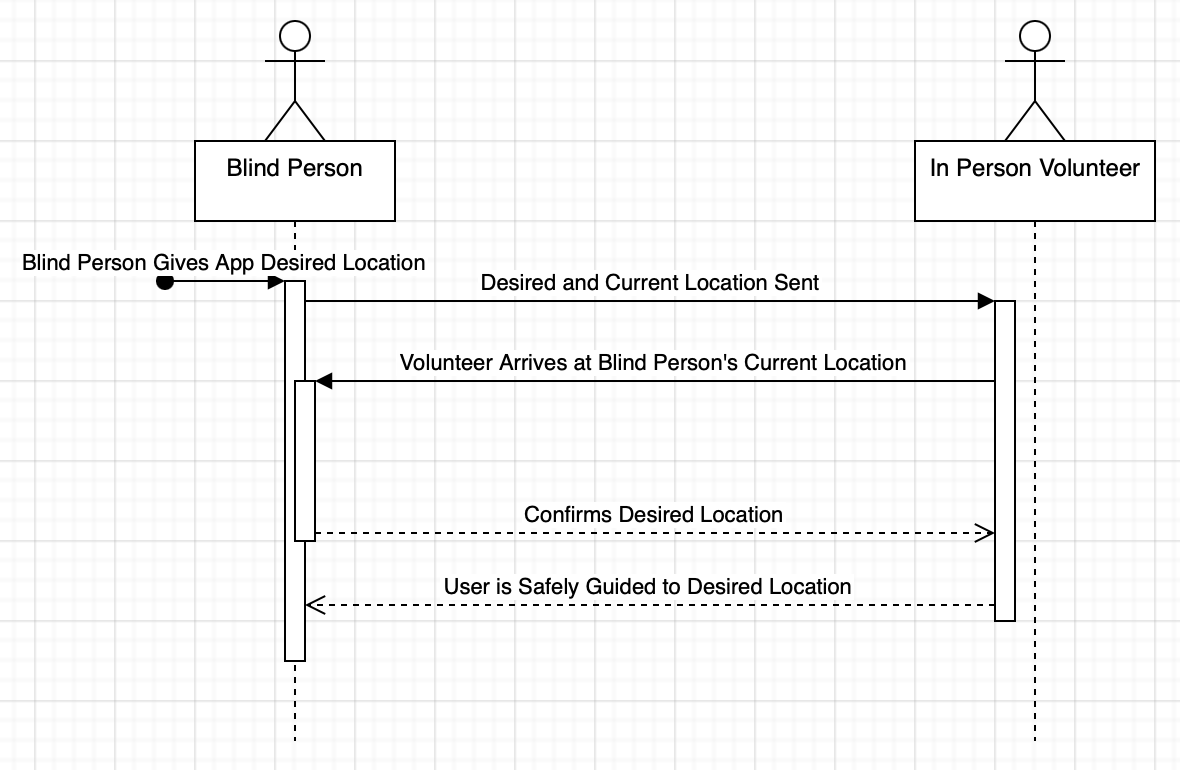 Blind Person
In Person Volunteer
Blind Person Gives App Desired Location
Desired and Current Location Sent
Volunteer Arrives at Blind Person's Current Location
Confirms Desired Location
User is Safely Guided to Desired Location